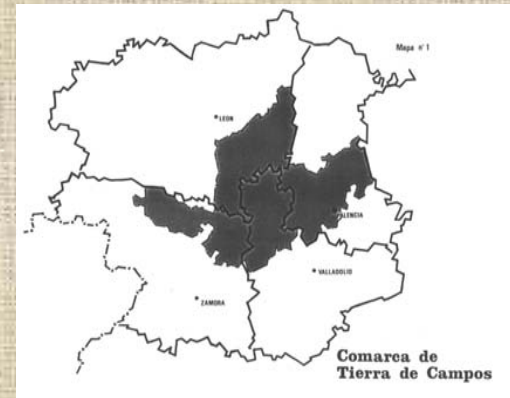 Mapa nº 1
LEON
PALENCIA
VALLADOLID
ZAMORA
Comarca de
Tierra de Campos